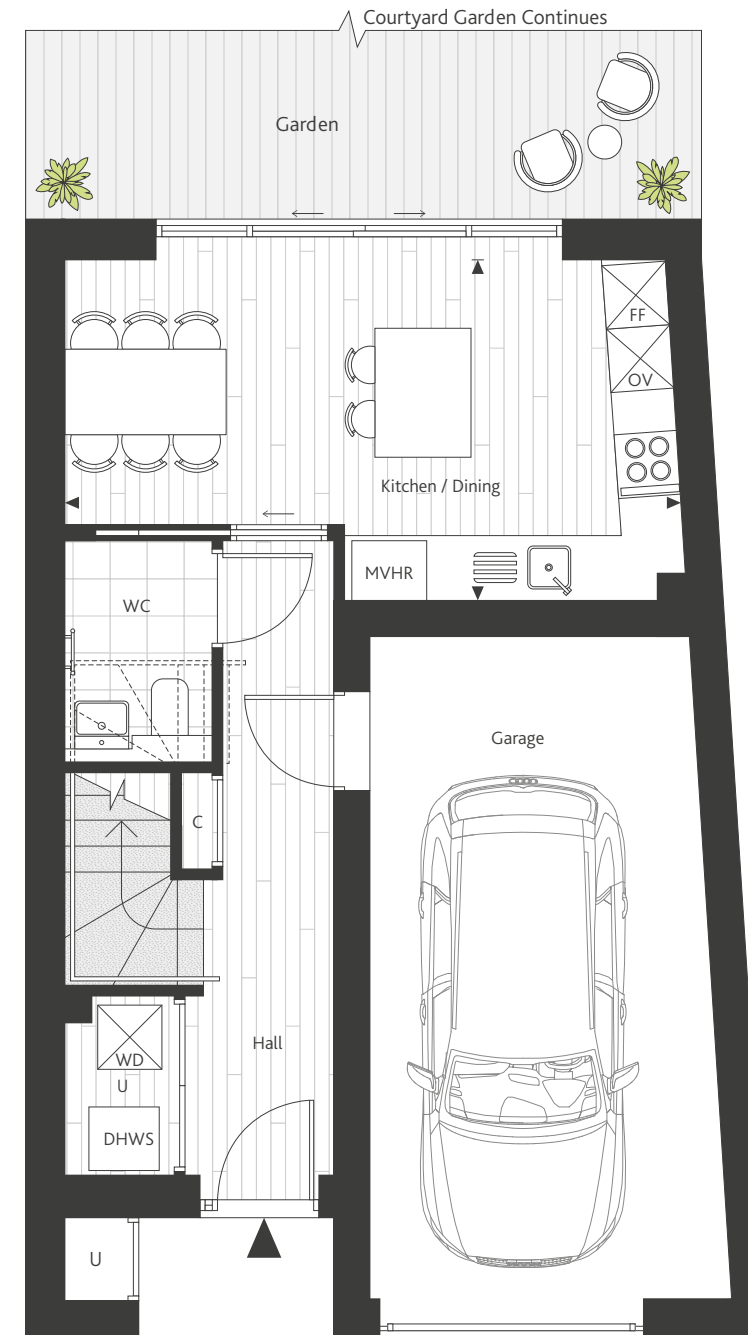 Courtyard Garden Continues
Garden
FF
OV
Kitchen / Dining
MVHR
WC
Garage
C
Hall
WD
U
DHWS
U